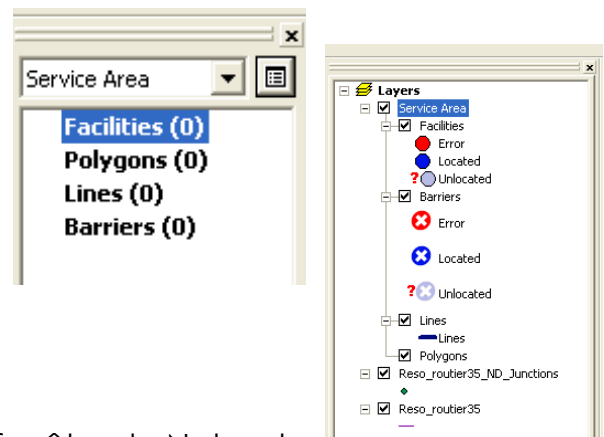 Service Area
Facilities (0)
Polygons (0)
Lines (0)
Barriers (0)
Layers
Service Area
Facilities
Error
Located
? Unlocated
Barriers
Error
Located
? Unlocated
Lines
Lines
Polygons
Reso_routier35_ND_Junctions
Reso_routier35